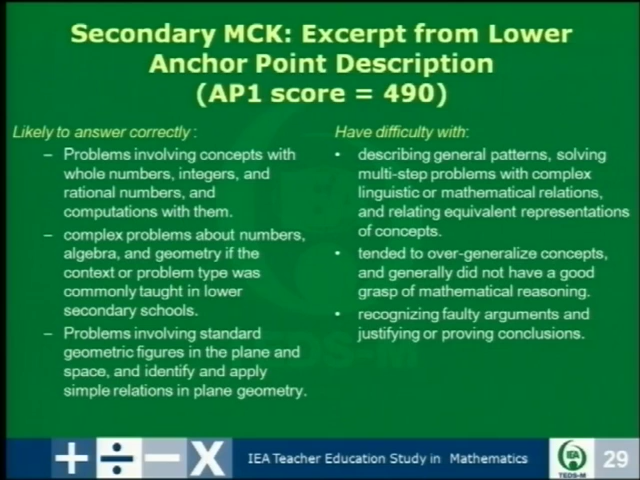 Secondary MCK: Excerpt from Lower
Anchor Point Description
(AP1 score = 490)
Likely to answer correctly :
– Problems involving concepts with
whole numbers, integers, and
rational numbers, and
computations with them.
– complex problems about numbers,
algebra, and geometry if the
context or problem type was
commonly taught in lower
secondary schools.
– Problems involving standard
geometric figures in the plane and
space, and identify and apply
simple relations in plane geometry.
Have difficulty with:
• describing general patterns, solving
multi-step problems with complex
linguistic or mathematical relations,
and relating equivalent representations
of concepts.
• tended to over-generalize concepts,
and generally did not have a good
grasp of mathematical reasoning.
• recognizing faulty arguments and
justifying or proving conclusions.
IEA
TEDS-M
+ ÷ – X
IEA Teacher Education Study in Mathematics
IEA
TEDS-M
29